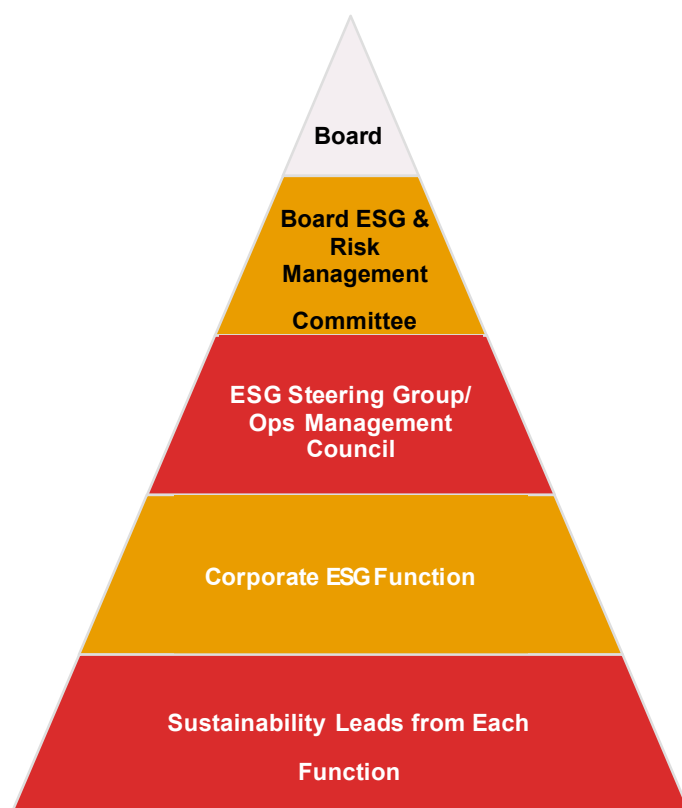 Board
Board ESG &
Risk
Management
Committee
ESG Steering Group/
Ops Management
Council
Corporate ESG Function
Sustainability Leads from Each
Function